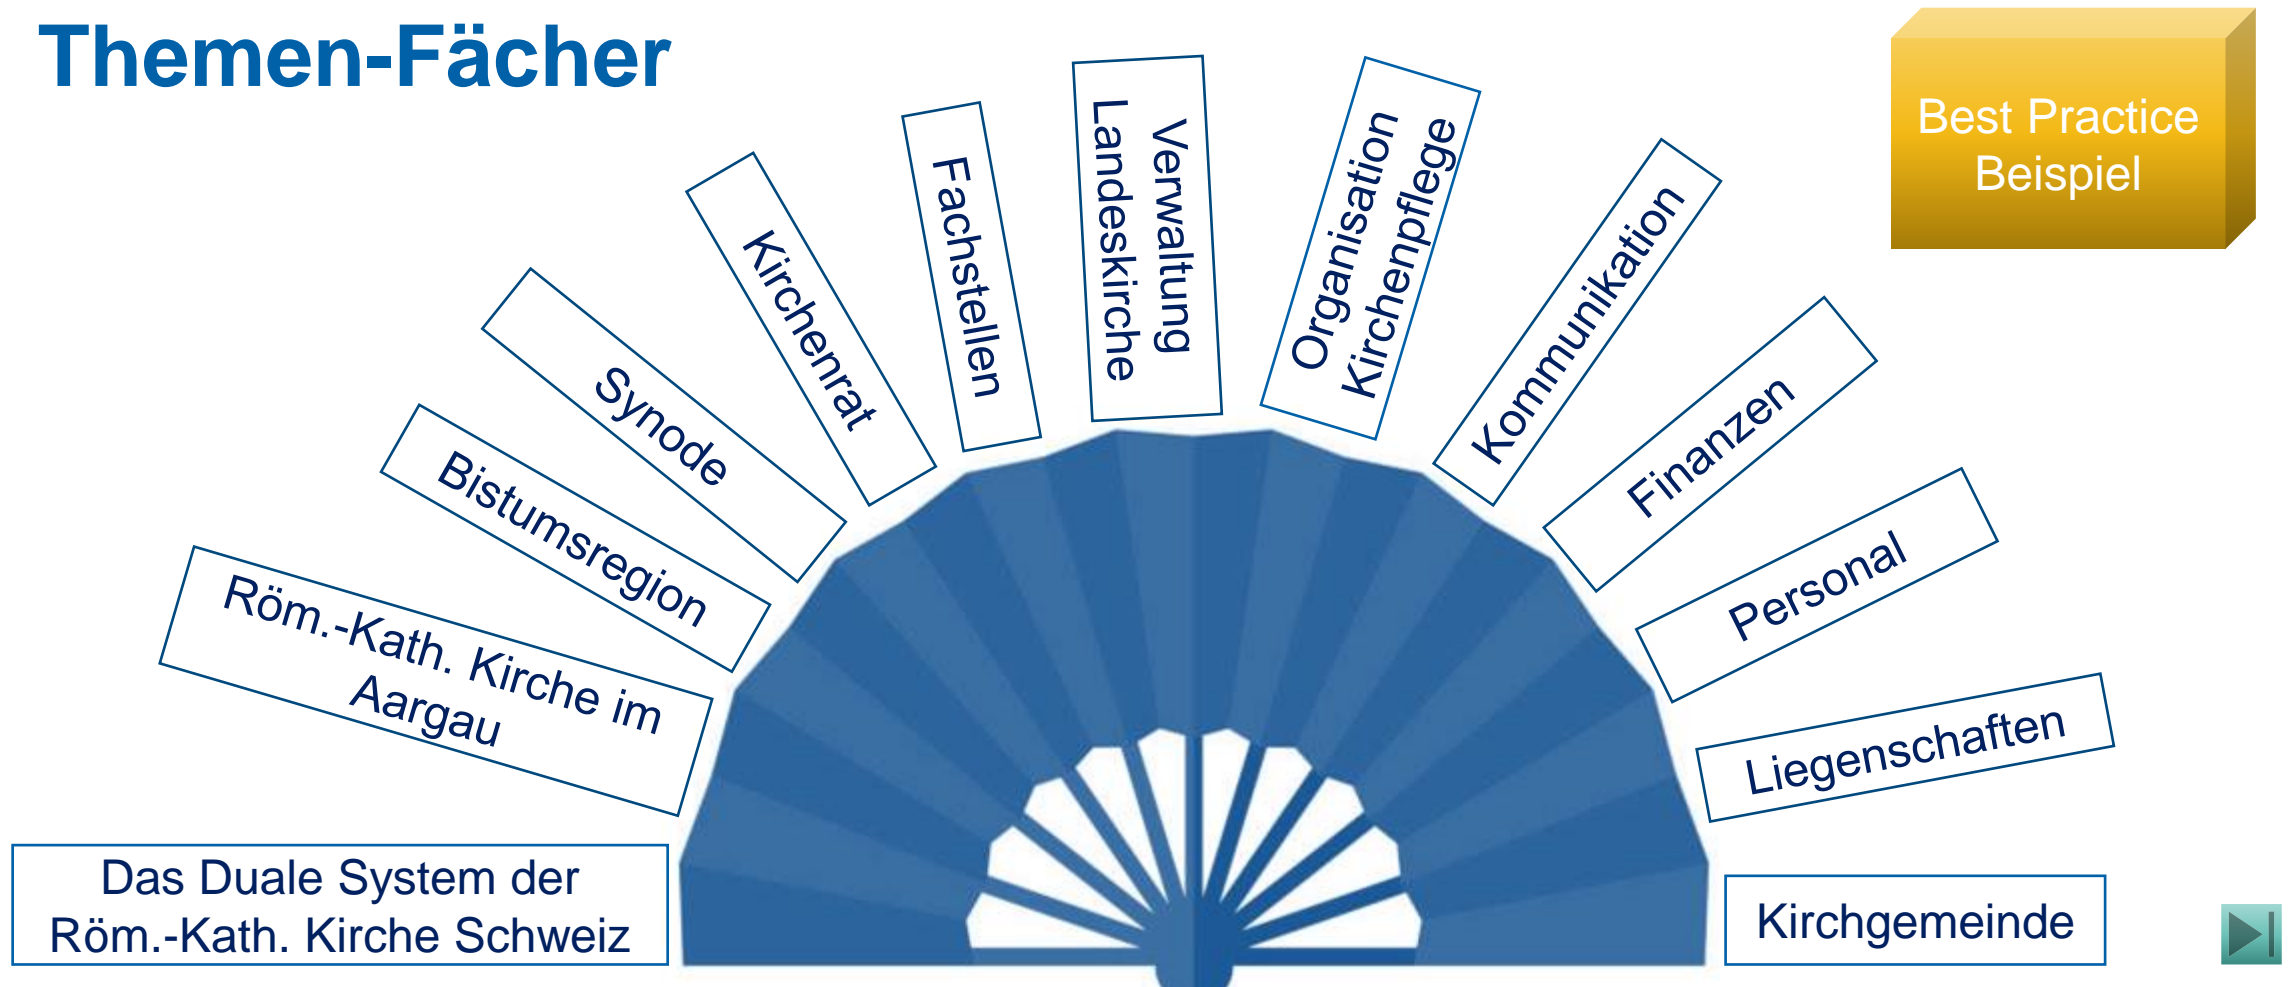 Themen-Fächer
Best Practice
Beispiel
Das Duale System der
Röm.-Kath. Kirche Schweiz
Röm.-Kath. Kirche im
Aargau
Bistumsregion
Synode
Kirchenrat
Fachstellen
Verwaltung
Landeskirche
Organisation
Kirchenpflege
Kommunikation
Finanzen
Personal
Liegenschaften
Kirchgemeinde